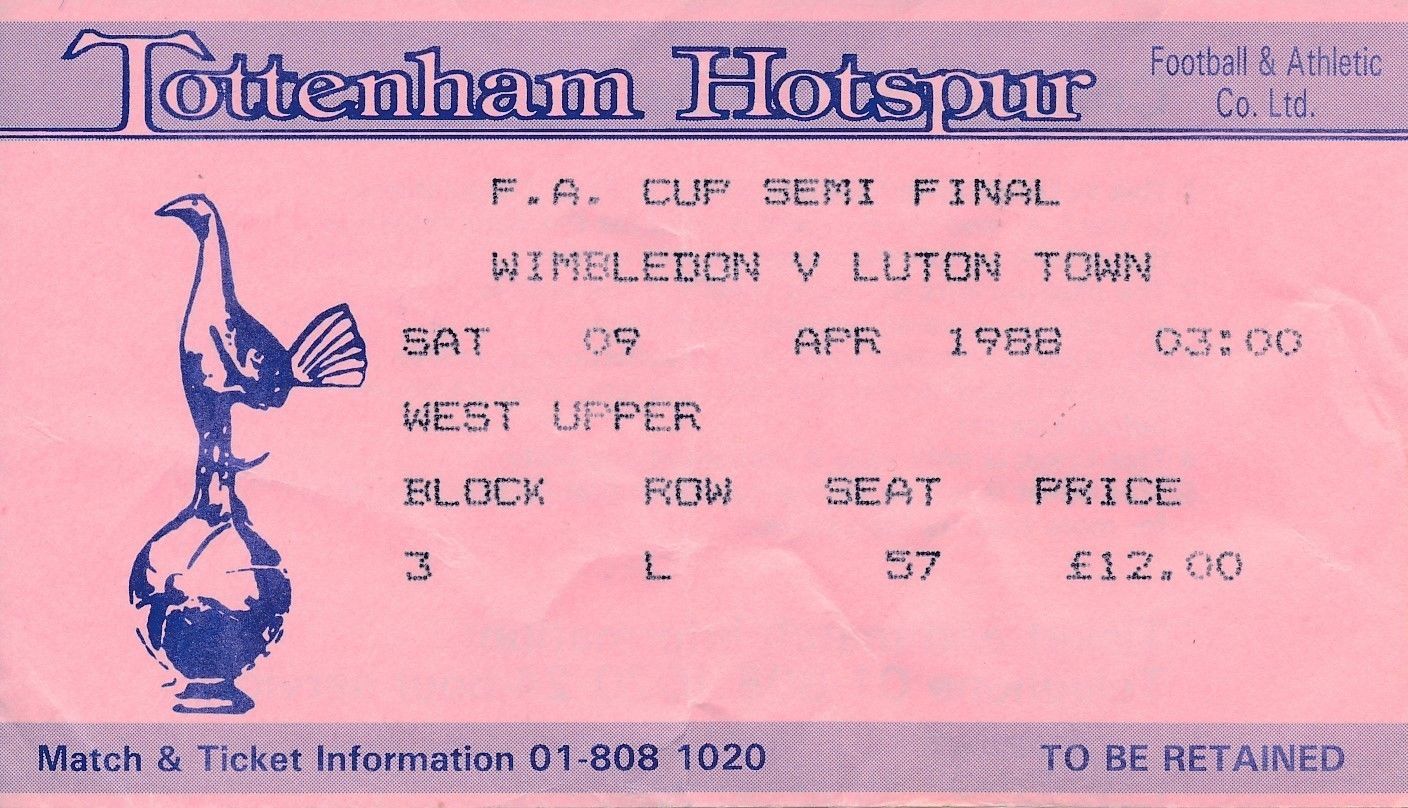 Tottenham Hotspur
Football & Athletic
Co. Ltd.
F.A. CUP SEMI FINAL
WIMBLEDON V LUTON TOWN
SAT 09 APR 1988 03:00
WEST UPPER
BLOCK ROW SEAT PRICE
3 L 57 £12.00
Match & Ticket Information 01-808 1020
TO BE RETAINED